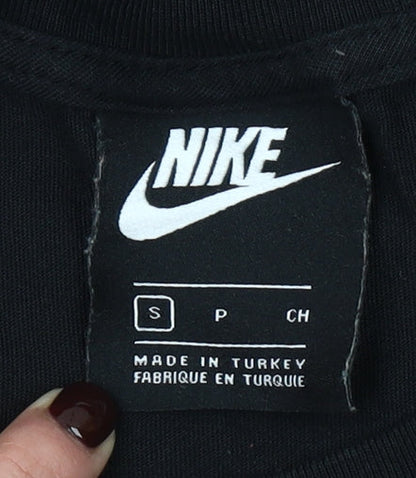 NIKE
S P CH
MADE IN TURKEY
FABRIQUE EN TURQUIE